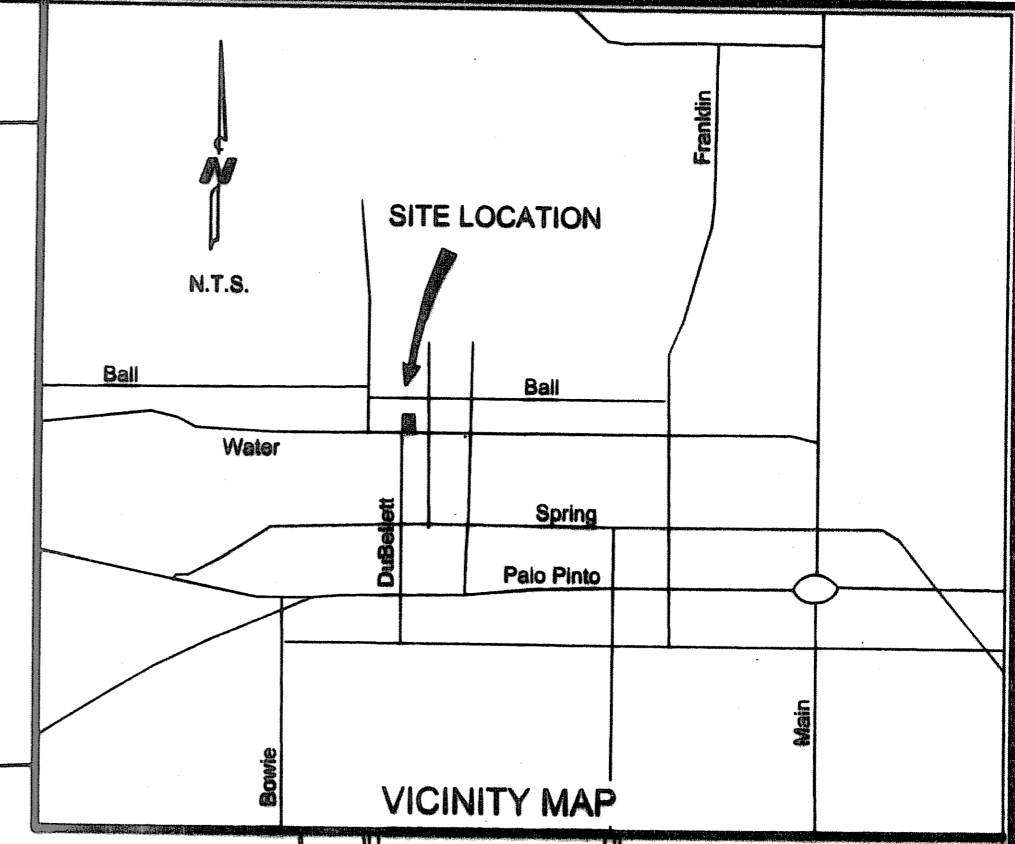 Franklin
N
SITE LOCATION
N.T.S.
Ball
Ball
Water
Spring
DuBellett
Palo Pinto
Main
Bowie
VICINITY MAP